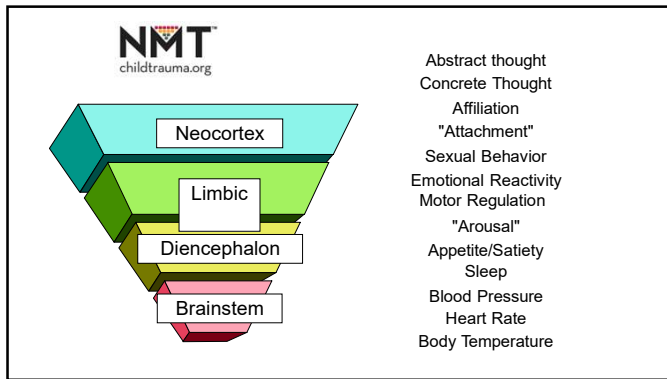 NMT
childtrauma.org
Neocortex
Limbic
Diencephalon
Brainstem
Abstract thought
Concrete Thought
Affiliation
"Attachment"
Sexual Behavior
Emotional Reactivity
Motor Regulation
"Arousal"
Appetite/Satiety
Sleep
Blood Pressure
Heart Rate
Body Temperature